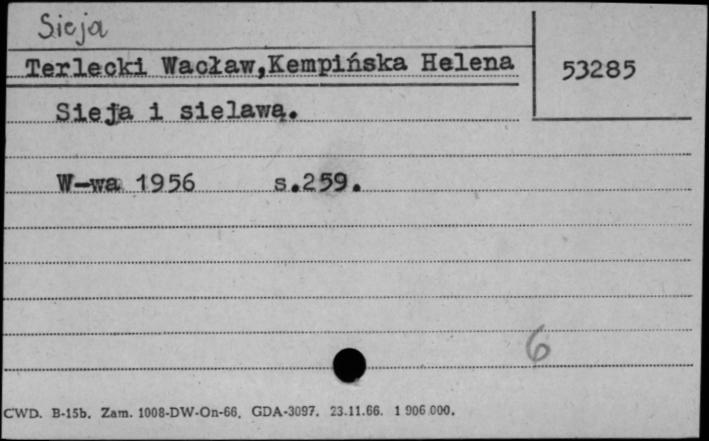 Sieja
Terlecki Wacław,Kempińska Helena
53285
Sieja i sielawa.
W-wa 1956 s.259.
6
CWD. B-15b. Zam. 1008-DW-On-66. GDA-3097. 23.11.66. 1 906 000.